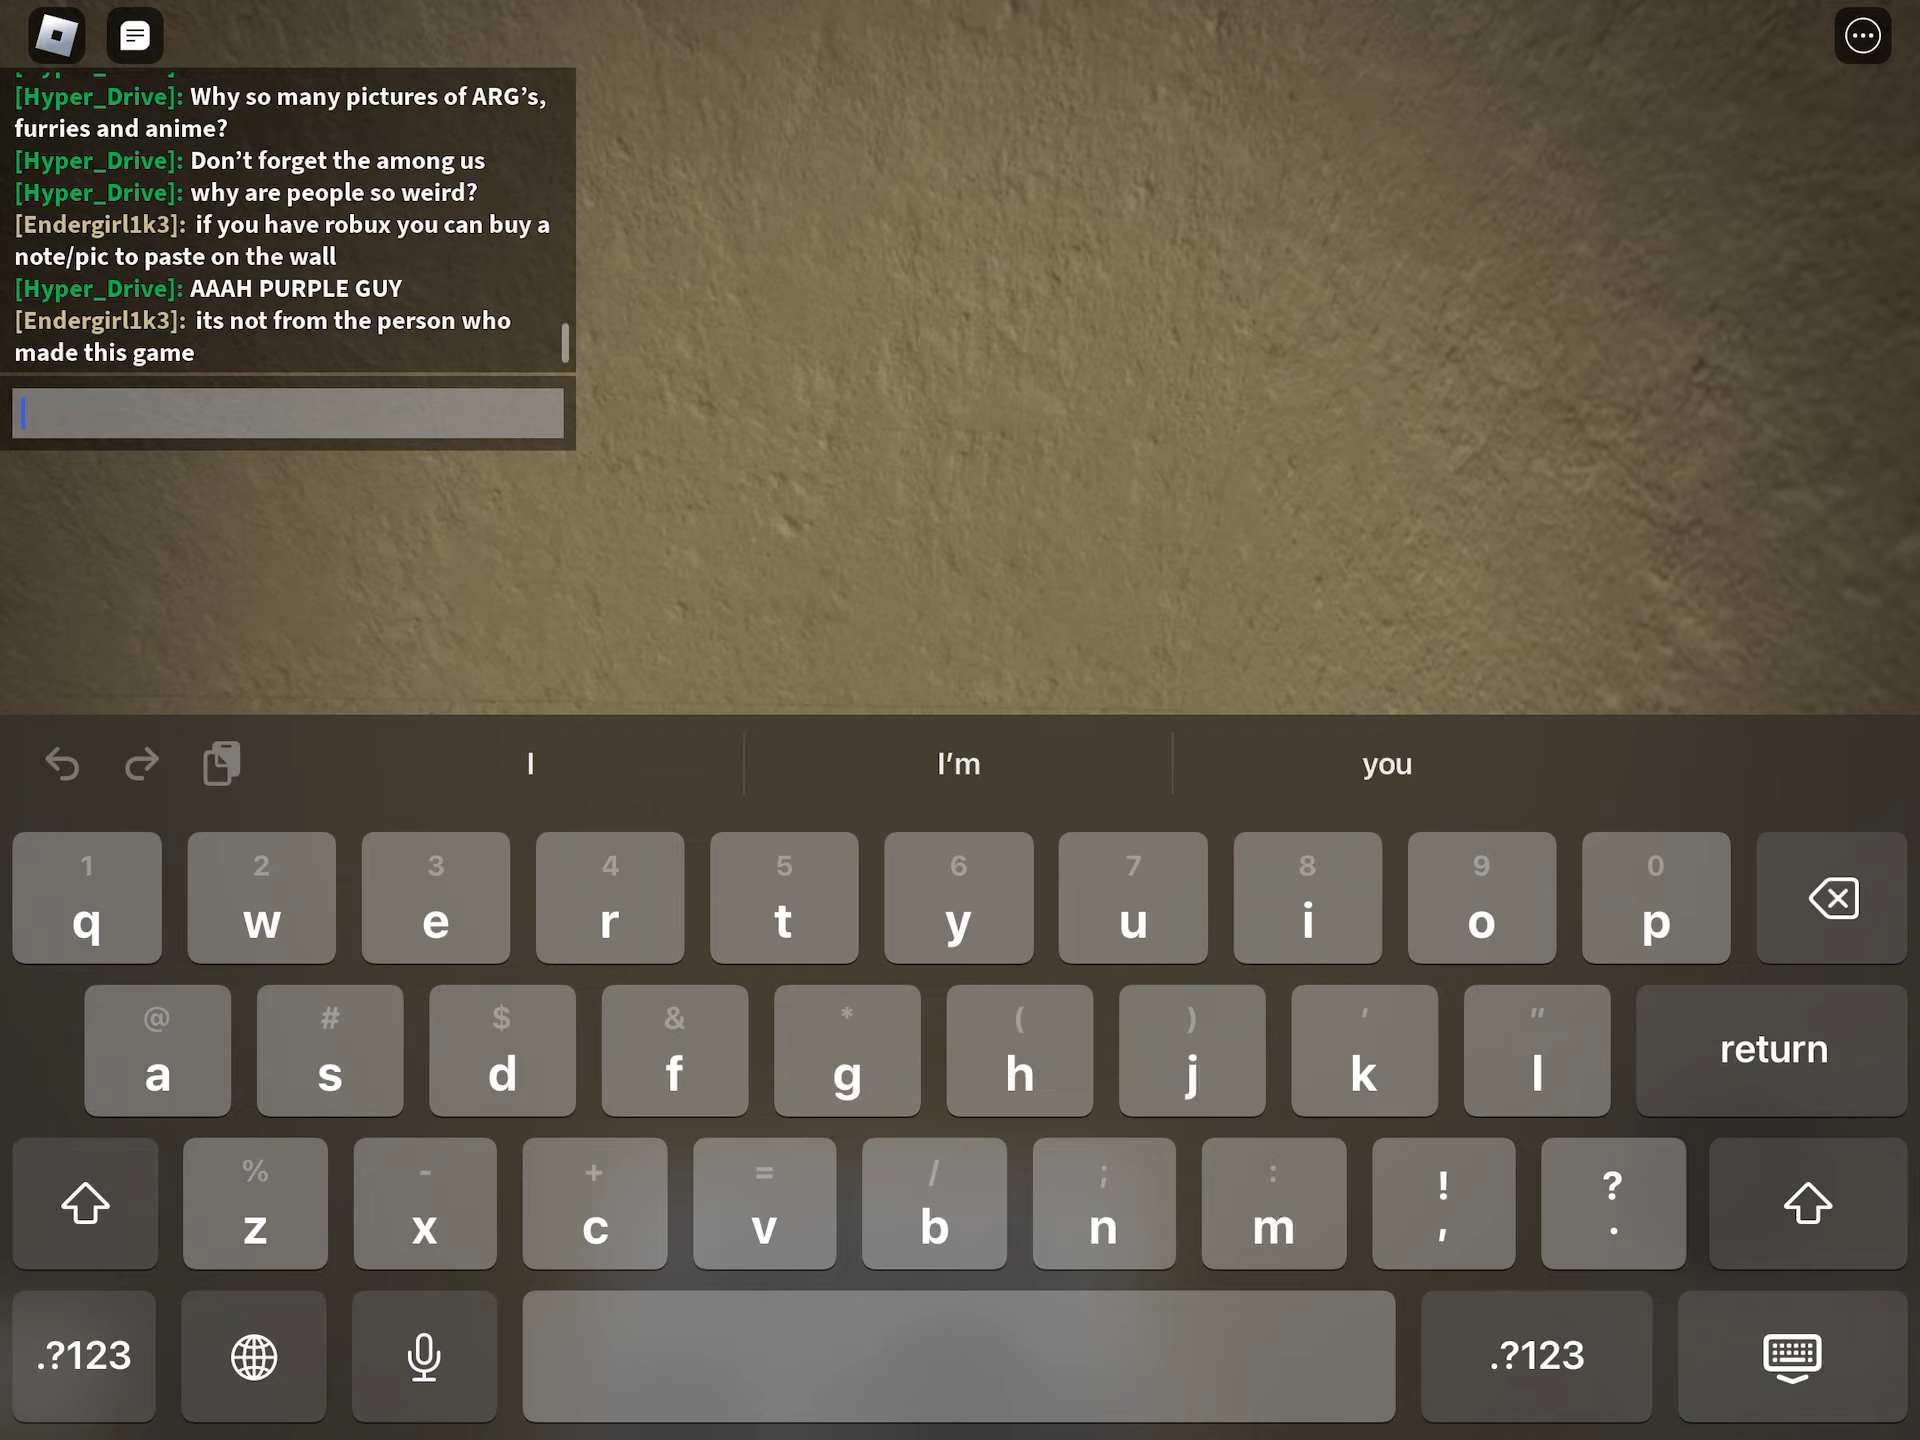 [Hyper_Drive]: Why so many pictures of ARG’s,
furries and anime?
[Hyper_Drive]: Don’t forget the among us
[Hyper_Drive]: why are people so weird?
[Endergirl1k3]: if you have robux you can buy a
note/pic to paste on the wall
[Hyper_Drive]: AAAH PURPLE GUY
[Endergirl1k3]: its not from the person who
made this game
I I’m you
1 2 3 4 5 6 7 8 9 0
q w e r t y u i o p
@ # $ & * ( ) ' "
a s d f g h j k l return
% - + = / ; : ! ?
z x c v b n m , .
.?123 .?123